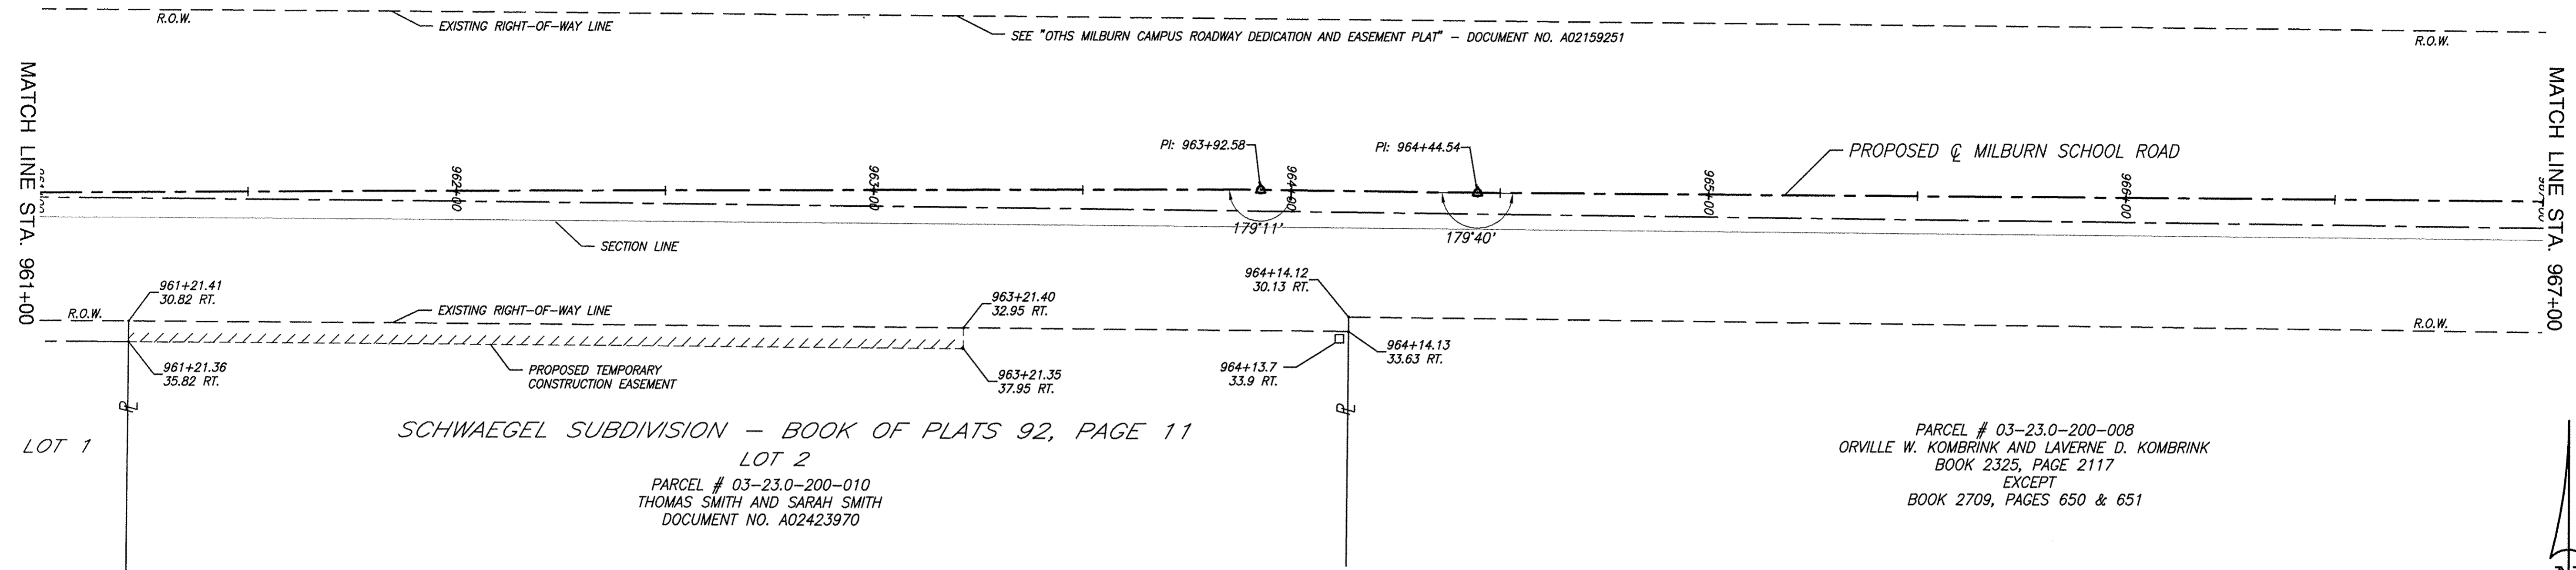 R.O.W.
EXISTING RIGHT-OF-WAY LINE
SEE "OTHS MILBURN CAMPUS ROADWAY DEDICATION AND EASEMENT PLAT" - DOCUMENT NO. A02159251
R.O.W.
MATCH LINE STA. 961+00
MATCH LINE STA. 967+00
PI: 963+92.58
PI: 964+44.54
PROPOSED ℄ MILBURN SCHOOL ROAD
962+00
963+00
964+00
965+00
966+00
179°11'
179°40'
SECTION LINE
961+21.41
30.82 RT.
963+21.40
32.95 RT.
964+14.12
30.13 RT.
R.O.W.
EXISTING RIGHT-OF-WAY LINE
R.O.W.
961+21.36
35.82 RT.
PROPOSED TEMPORARY
CONSTRUCTION EASEMENT
963+21.35
37.95 RT.
964+13.7
33.9 RT.
964+14.13
33.63 RT.
PL
PL
LOT 1
SCHWAEGEL SUBDIVISION - BOOK OF PLATS 92, PAGE 11
LOT 2
PARCEL # 03-23.0-200-010
THOMAS SMITH AND SARAH SMITH
DOCUMENT NO. A02423970
PARCEL # 03-23.0-200-008
ORVILLE W. KOMBRINK AND LAVERNE D. KOMBRINK
BOOK 2325, PAGE 2117
EXCEPT
BOOK 2709, PAGES 650 & 651